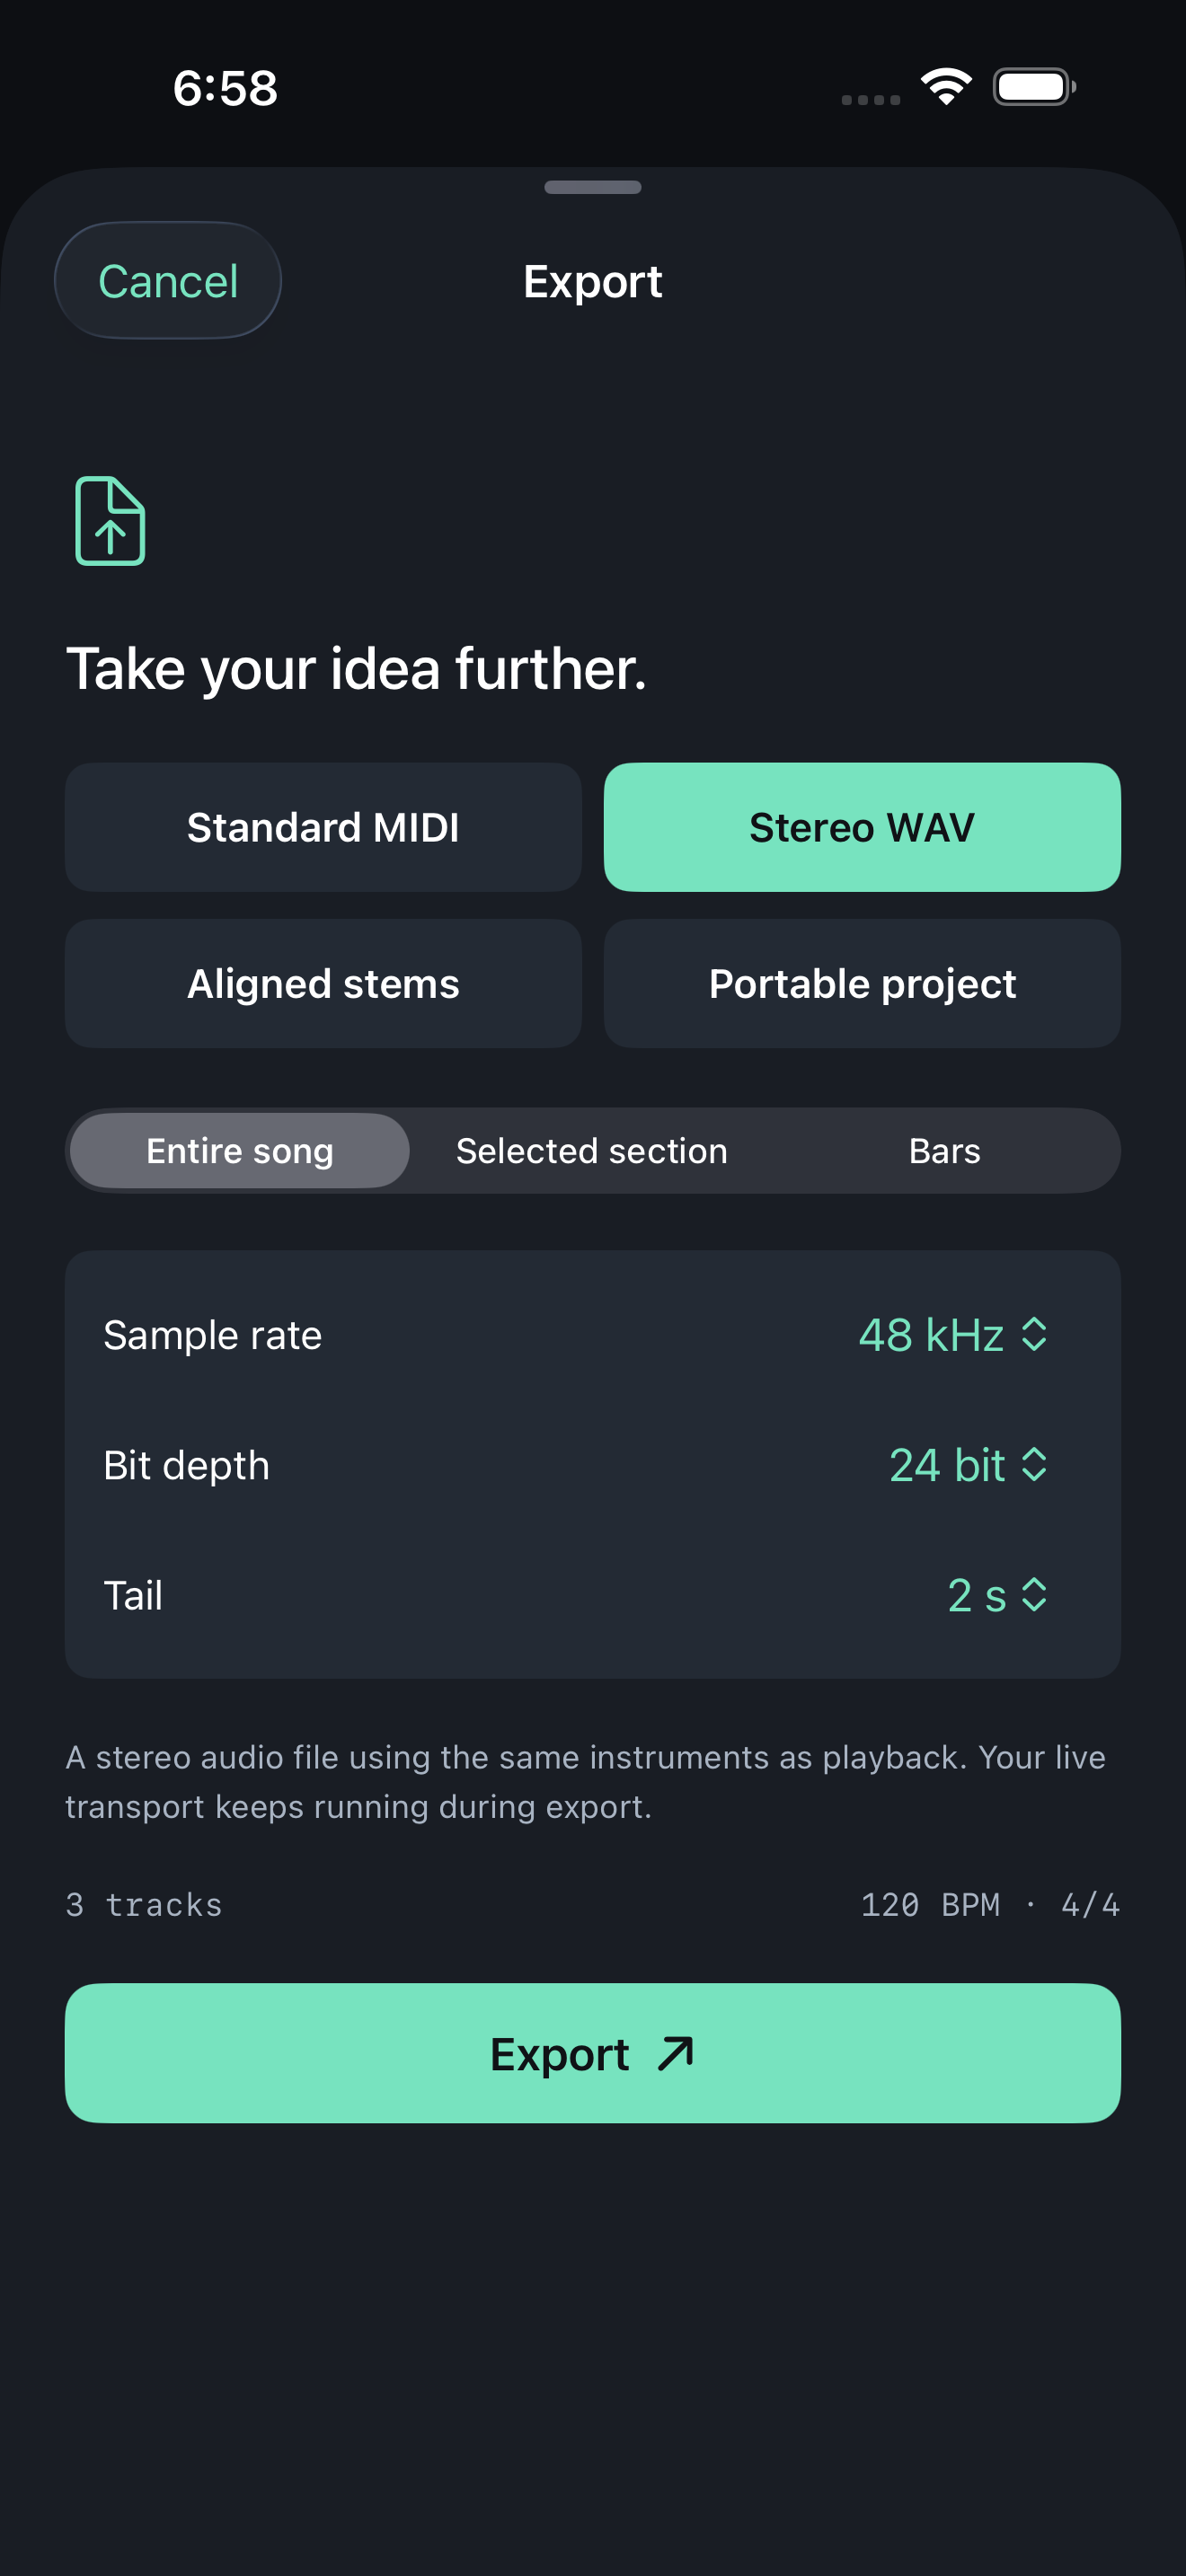 6:58
Cancel
Export
Take your idea further.
Standard MIDI
Stereo WAV
Aligned stems
Portable project
Entire song
Selected section
Bars
Sample rate
48 kHz
Bit depth
24 bit
Tail
2 s
A stereo audio file using the same instruments as playback. Your live
transport keeps running during export.
3 tracks
120 BPM · 4/4
Export